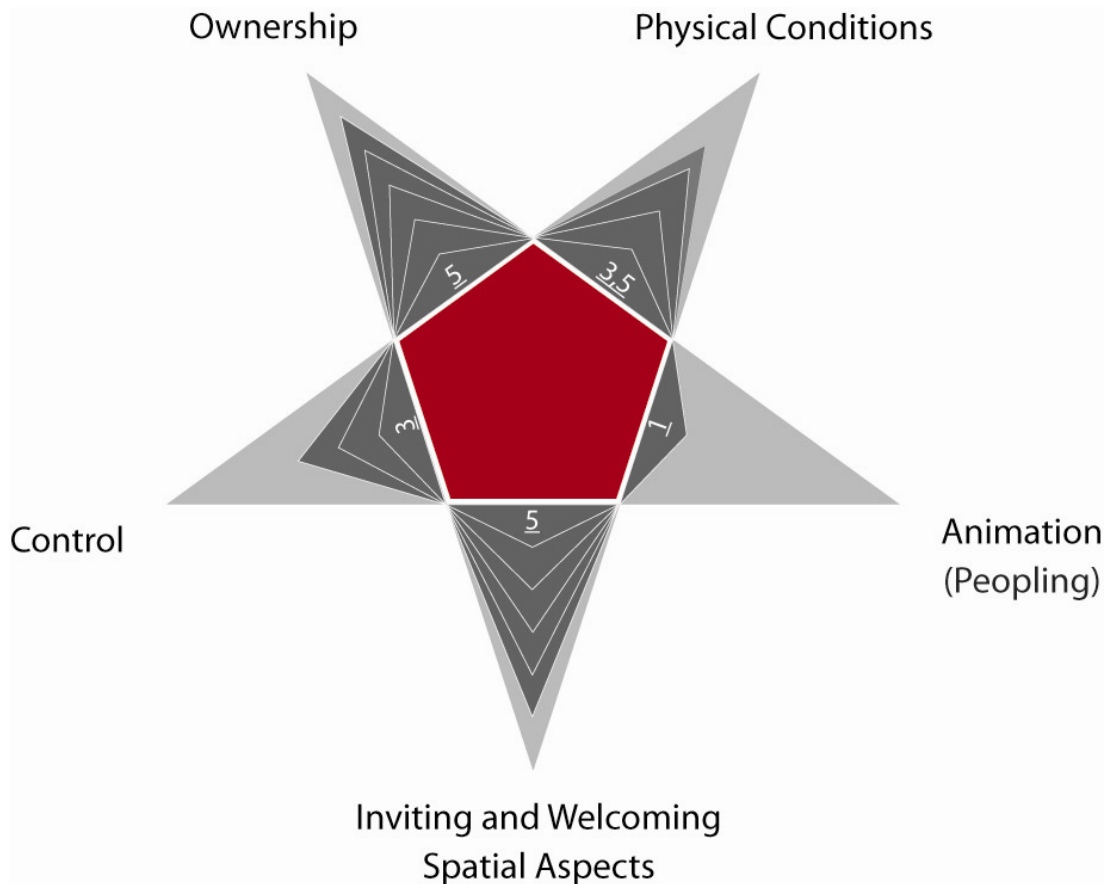 Ownership
Physical Conditions
5
3,5
3
1
5
Control
Animation
(Peopling)
Inviting and Welcoming
Spatial Aspects